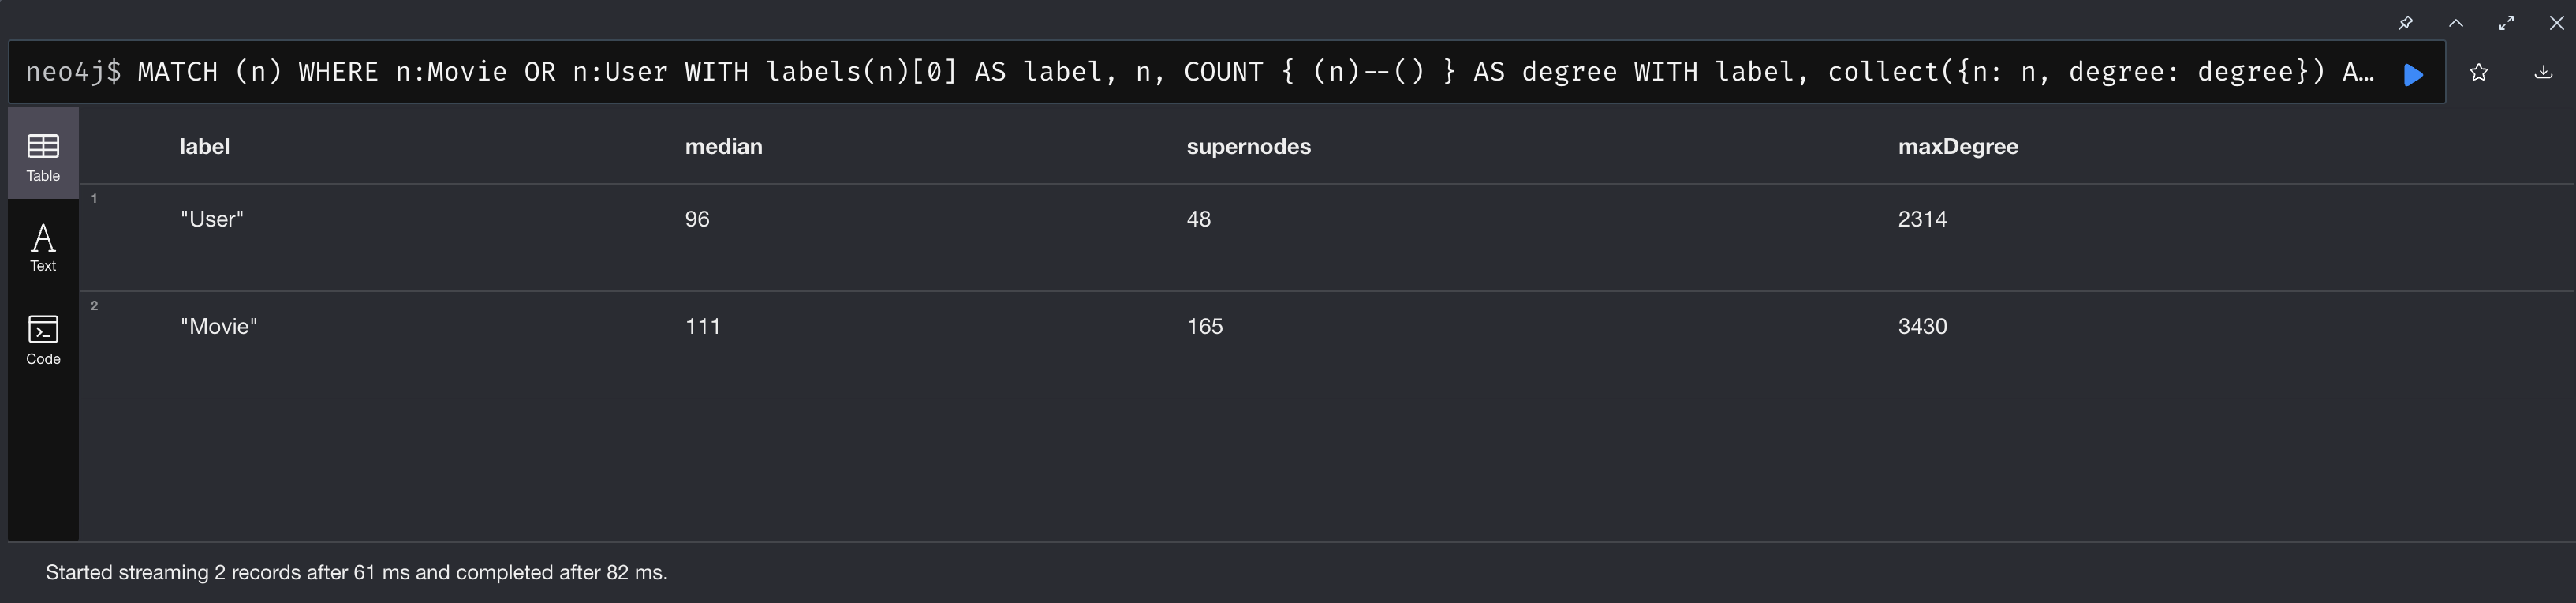 neo4j$ MATCH (n) WHERE n:Movie OR n:User WITH labels(n)[0] AS label, n, COUNT { (n)--() } AS degree WITH label, collect({n: n, degree: degree}) A…
Table
Text
Code
label median supernodes maxDegree
1
"User" 96 48 2314
2
"Movie" 111 165 3430
Started streaming 2 records after 61 ms and completed after 82 ms.